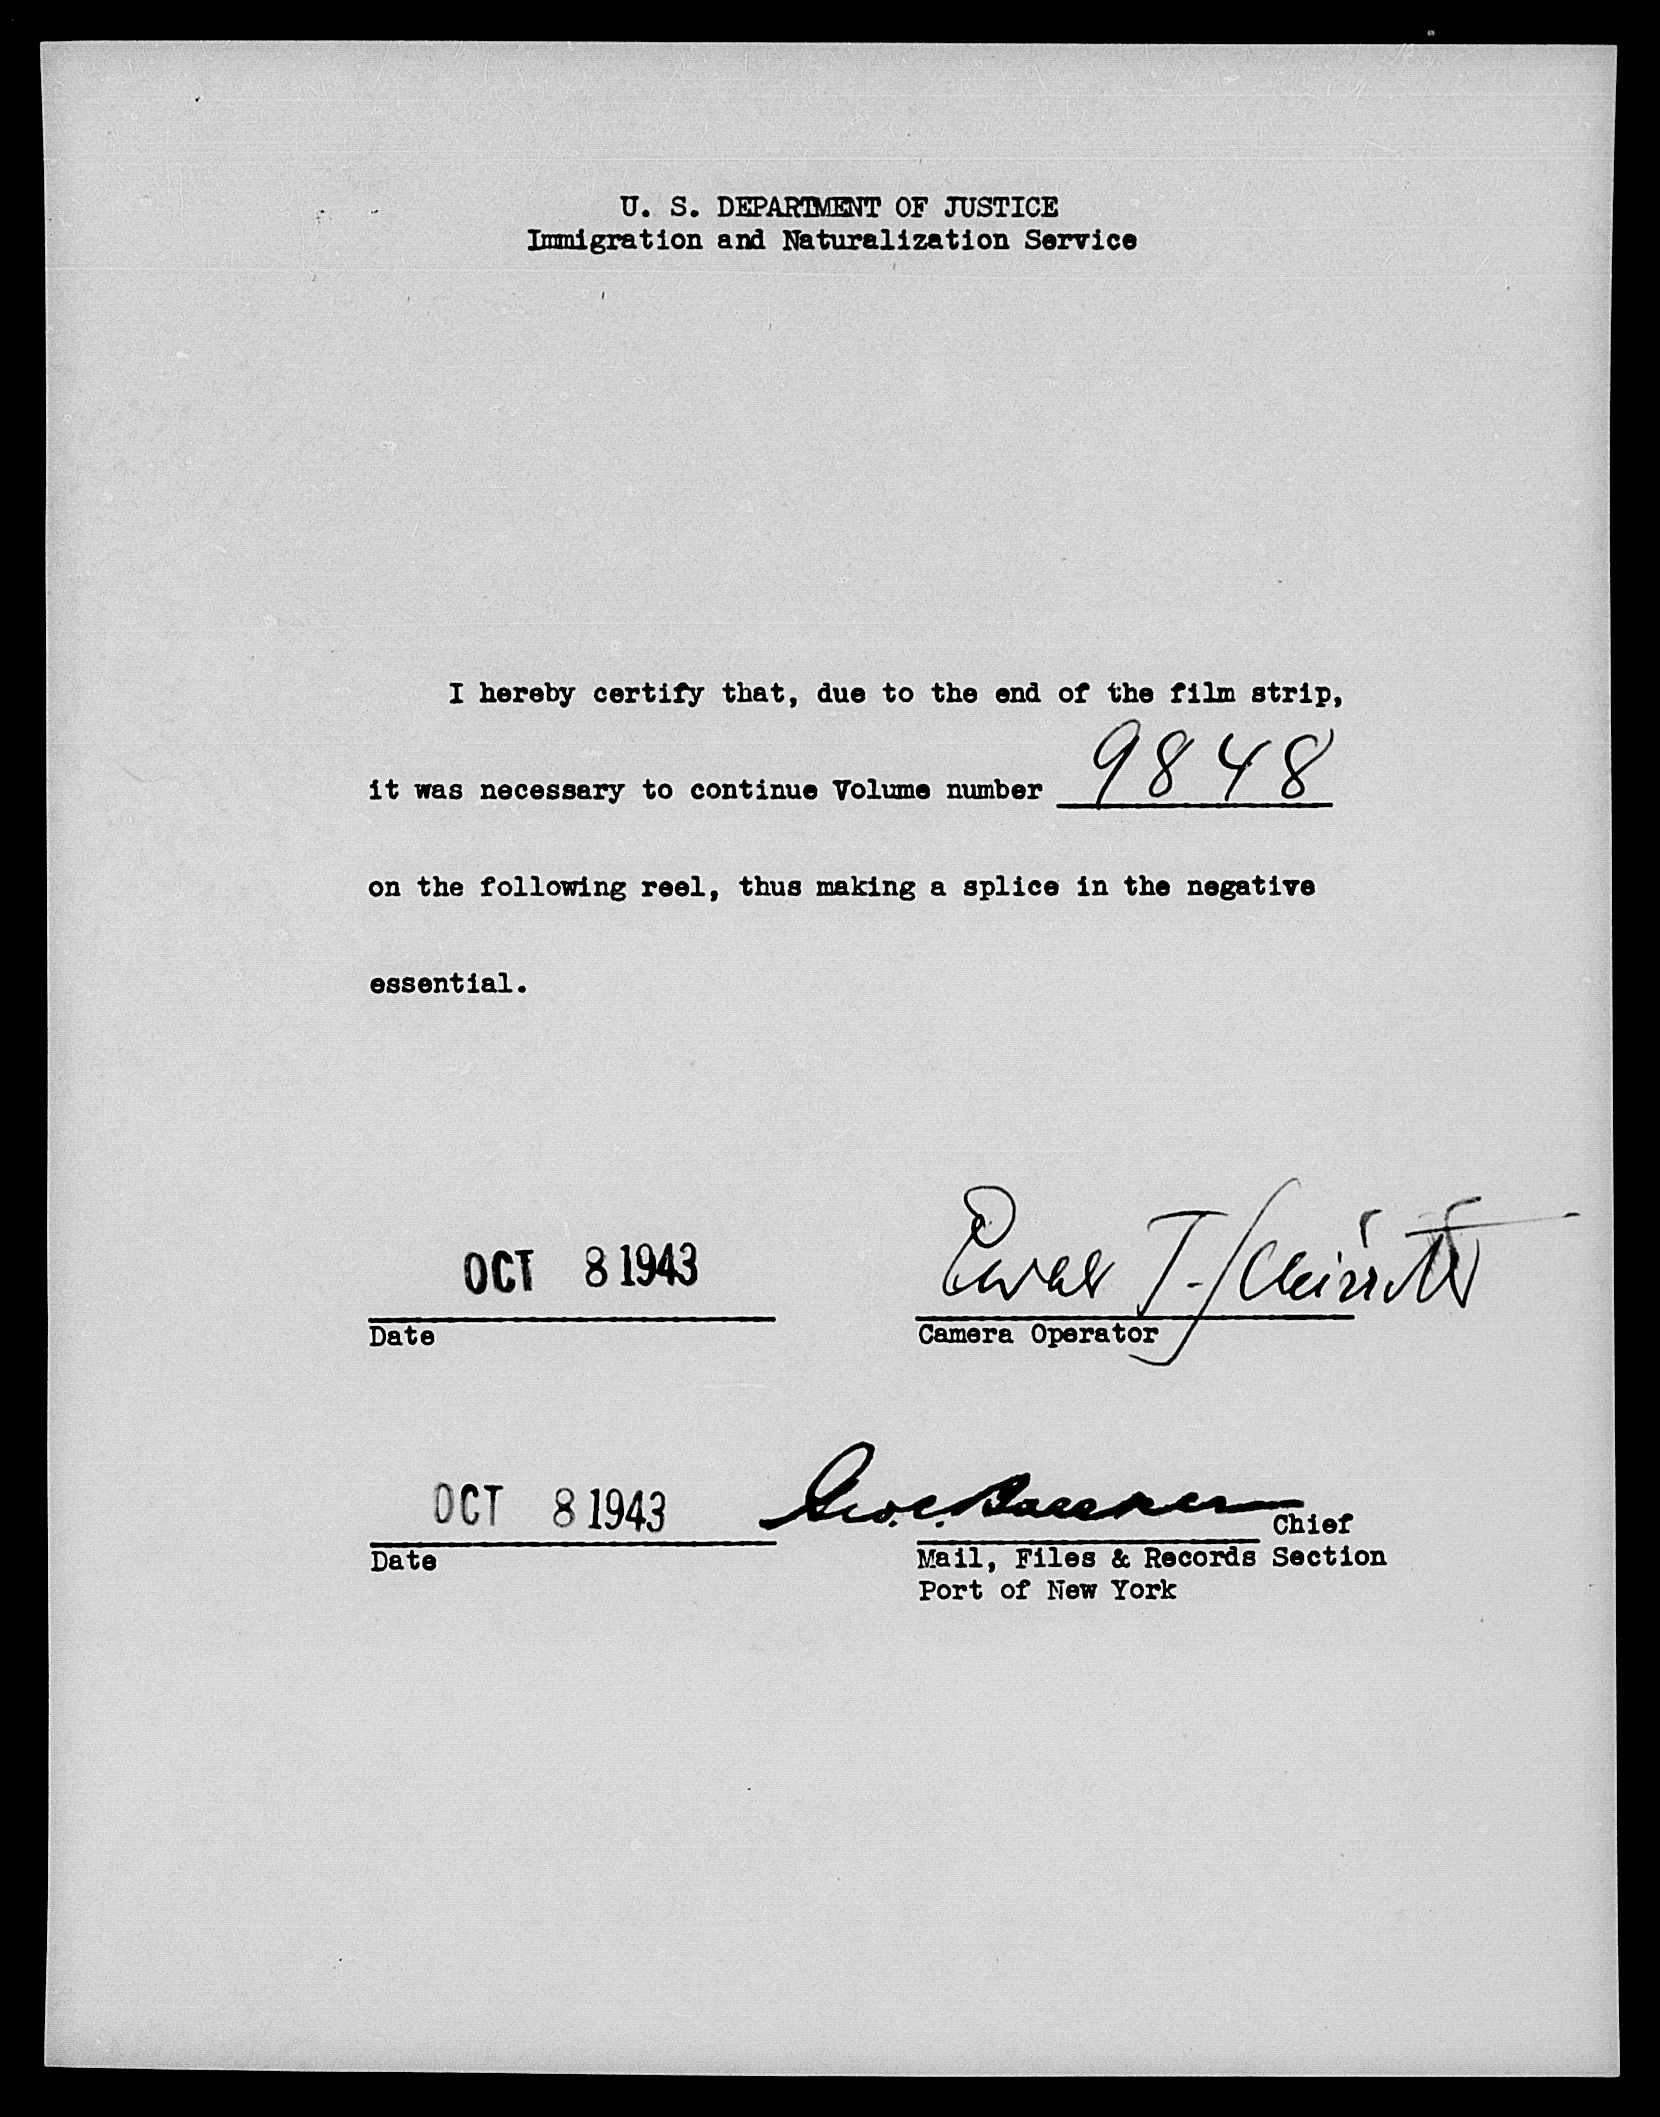 U. S. DEPARTMENT OF JUSTICE
Immigration and Naturalization Service
I hereby certify that, due to the end of the film strip,
it was necessary to continue Volume number 9848
on the following reel, thus making a splice in the negative
essential.
OCT 8 1943
Date
T.
Camera Operator
OCT 8 1943
Geo. C.
Chief
Date
Mail, Files & Records Section
Port of New York